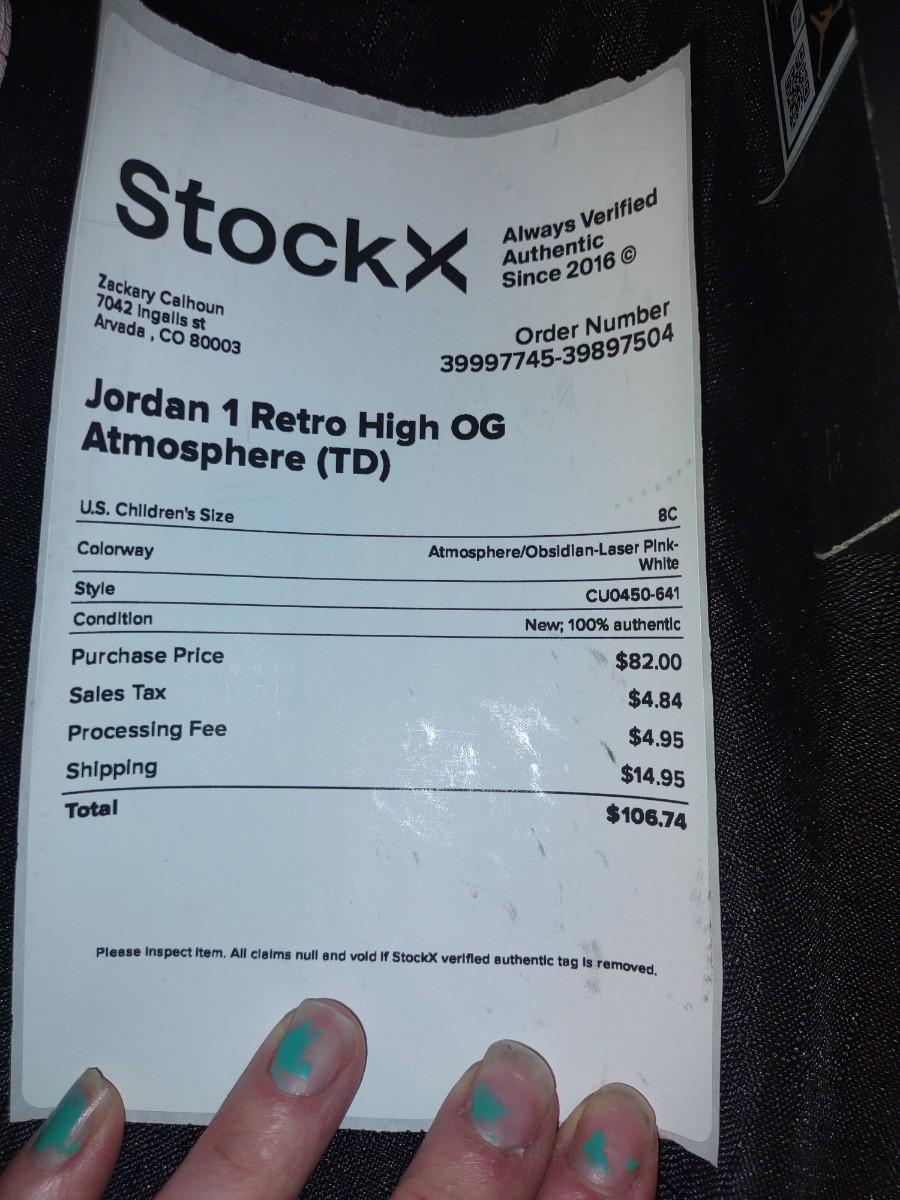 StockX
Always Verified
Authentic
Since 2016 ©
Zackary Calhoun
7042 Ingalls st
Arvada , CO 80003
Order Number
39997745-39897504
Jordan 1 Retro High OG
Atmosphere (TD)
U.S. Children's Size 8C
Colorway Atmosphere/Obsidian-Laser Pink-
White
Style CU0450-641
Condition New; 100% authentic
Purchase Price $82.00
Sales Tax $4.84
Processing Fee $4.95
Shipping $14.95
Total $106.74
Please inspect item. All claims null and void if StockX verified authentic tag is removed.